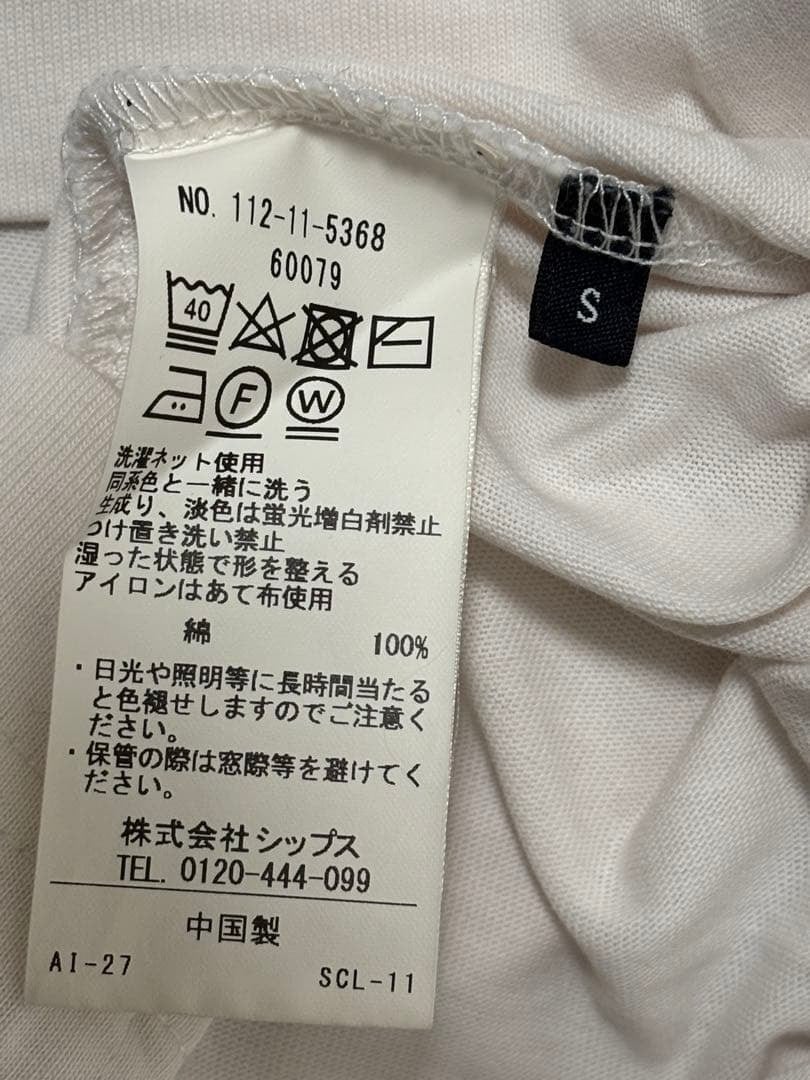 NO. 112-11-5368
60079
S
40
F
W
洗濯ネット使用
同系色と一緒に洗う
生成り、淡色は蛍光増白剤禁止
つけ置き洗い禁止
湿った状態で形を整える
アイロンはあて布使用
綿 100%
・日光や照明等に長時間当たる
と色褪せしますのでご注意く
ださい。
・保管の際は窓際等を避けてく
ださい。
株式会社シップス
TEL. 0120-444-099
中国製
AI-27 SCL-11